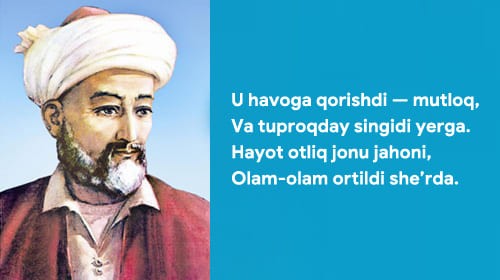 U havoga qorishdi — mutloq,
Va tuproqday singidi yerga.
Hayot otliq jonu jahoni,
Olam-olam ortildi she’rda.